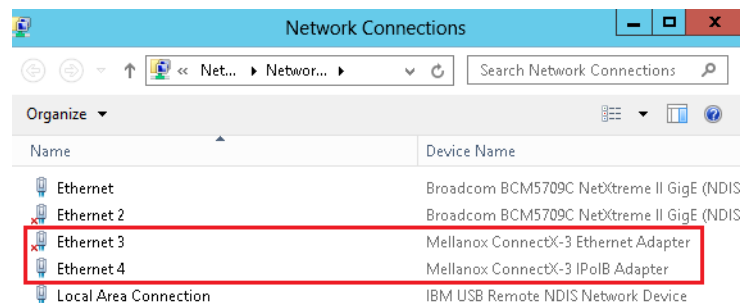 Network Connections
« Net... Networ...
Search Network Connections
Organize
Name Device Name
Ethernet Broadcom BCM5709C NetXtreme II GigE (NDIS
Ethernet 2 Broadcom BCM5709C NetXtreme II GigE (NDIS
Ethernet 3 Mellanox ConnectX-3 Ethernet Adapter
Ethernet 4 Mellanox ConnectX-3 IPoIB Adapter
Local Area Connection IBM USB Remote NDIS Network Device